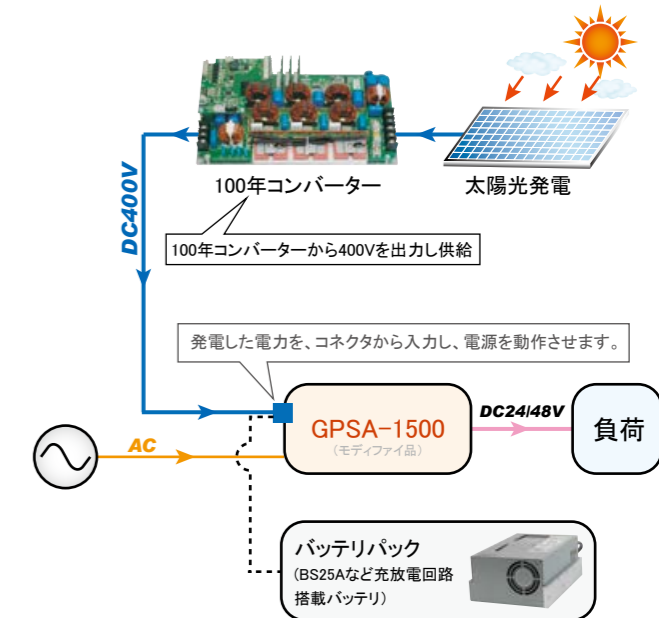 100年コンバーター
太陽光発電
DC400V
100年コンバーターから400Vを出力し供給
発電した電力を、コネクタから入力し、電源を動作させます。
GPSA-1500
（モディファイ品）
DC24/48V
負荷
AC
バッテリパック
（BS25Aなど充放電回路
搭載バッテリ）